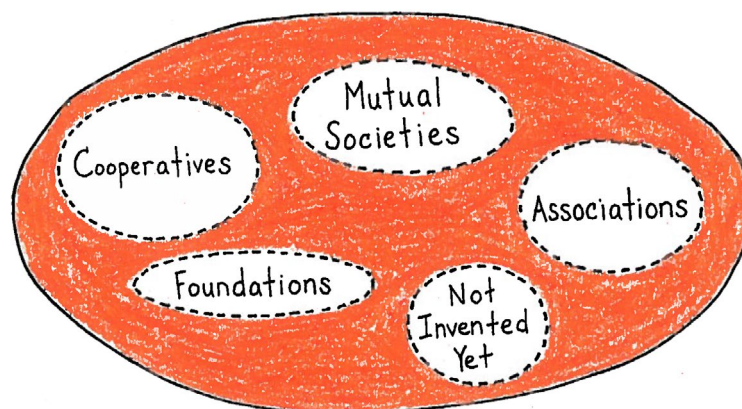 Mutual
Societies
Cooperatives
Associations
Foundations
Not
Invented
Yet